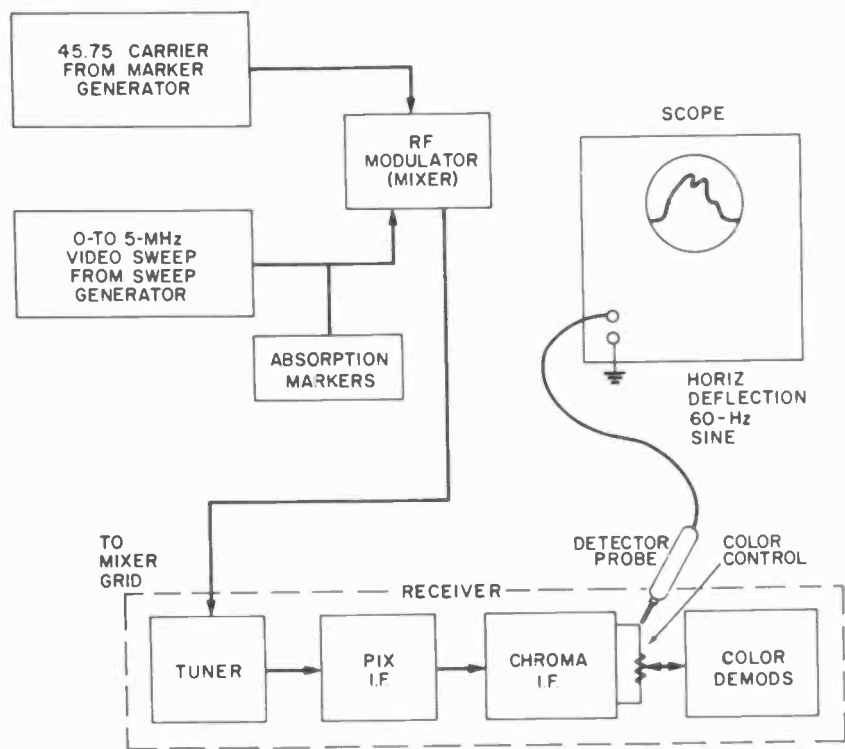 45.75 CARRIER
FROM MARKER
GENERATOR
RF
MODULATOR
(MIXER)
SCOPE
0-TO 5-MHz
VIDEO SWEEP
FROM SWEEP
GENERATOR
ABSORPTION
MARKERS
HORIZ
DEFLECTION
60-Hz
SINE
TO
MIXER
GRID
DETECTOR
PROBE
COLOR
CONTROL
RECEIVER
TUNER
PIX
I.F.
CHROMA
I.F.
COLOR
DEMODS